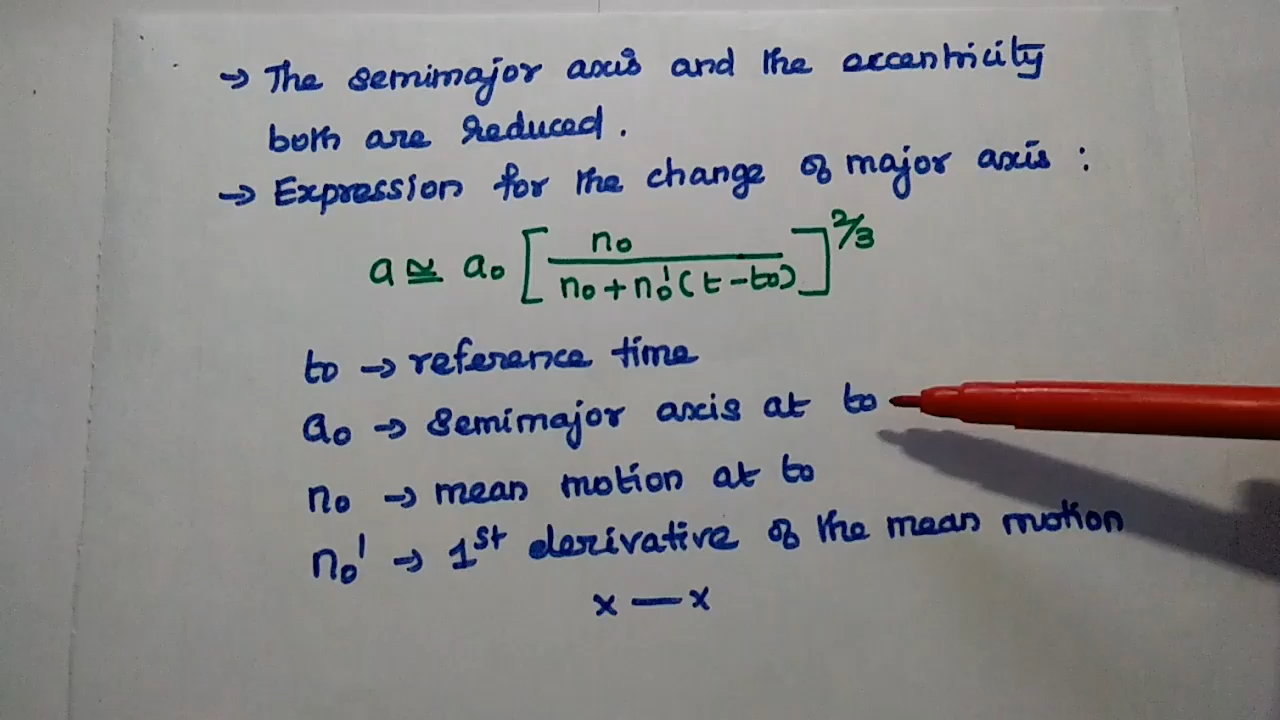 → The semimajor axis and the eccentricity
both are reduced.
→ Expression for the change of major axis :
a ≅ a₀ [ n₀ / n₀ + n₀' (t - t₀) ]^2/3
t₀ → reference time
a₀ → semimajor axis at t₀
n₀ → mean motion at t₀
n₀' → 1st derivative of the mean motion
x — x